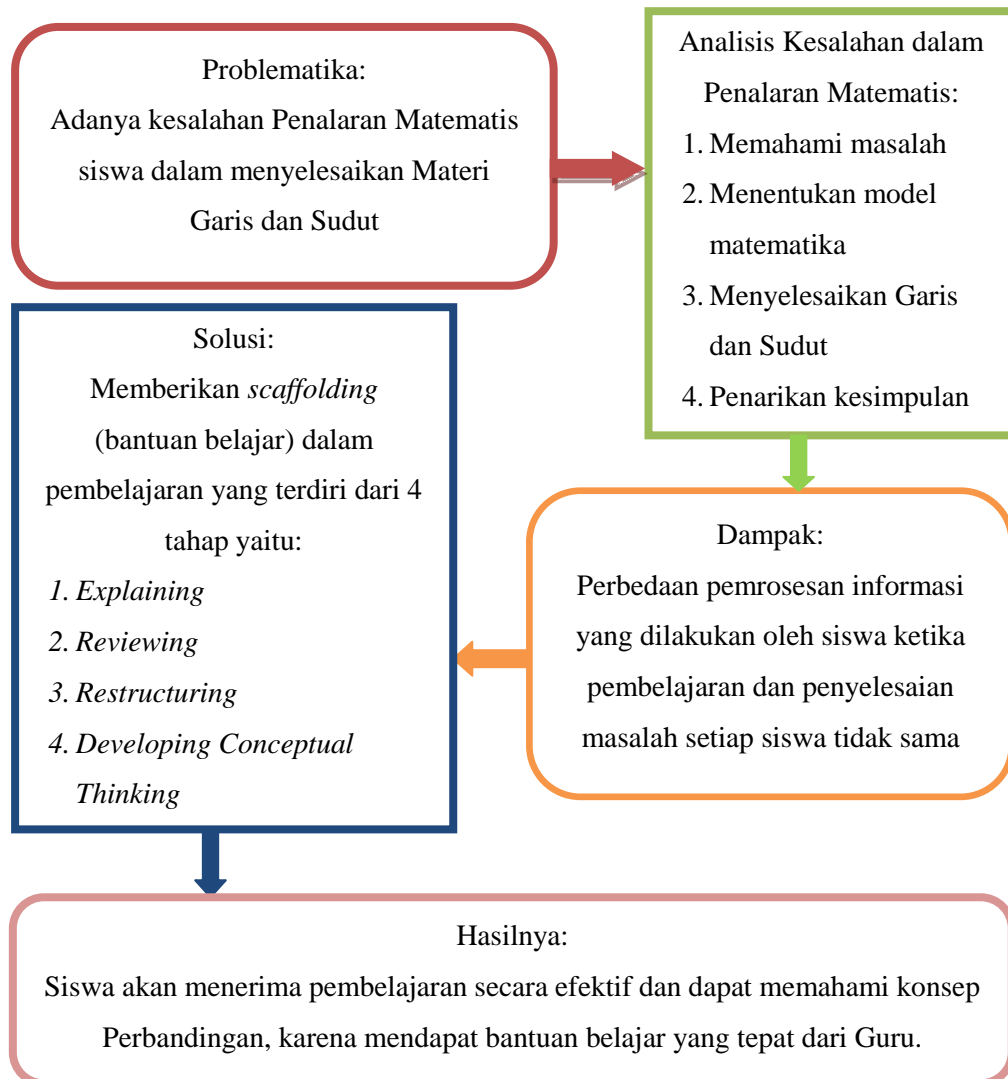 Problematika:
Adanya kesalahan Penalaran Matematis
siswa dalam menyelesaikan Materi
Garis dan Sudut
Analisis Kesalahan dalam
Penalaran Matematis:
1. Memahami masalah
2. Menentukan model
matematika
3. Menyelesaikan Garis
dan Sudut
4. Penarikan kesimpulan
Dampak:
Perbedaan pemrosesan informasi
yang dilakukan oleh siswa ketika
pembelajaran dan penyelesaian
masalah setiap siswa tidak sama
Solusi:
Memberikan scaffolding
(bantuan belajar) dalam
pembelajaran yang terdiri dari 4
tahap yaitu:
1. Explaining
2. Reviewing
3. Restructuring
4. Developing Conceptual
Thinking
Hasilnya:
Siswa akan menerima pembelajaran secara efektif dan dapat memahami konsep
Perbandingan, karena mendapat bantuan belajar yang tepat dari Guru.